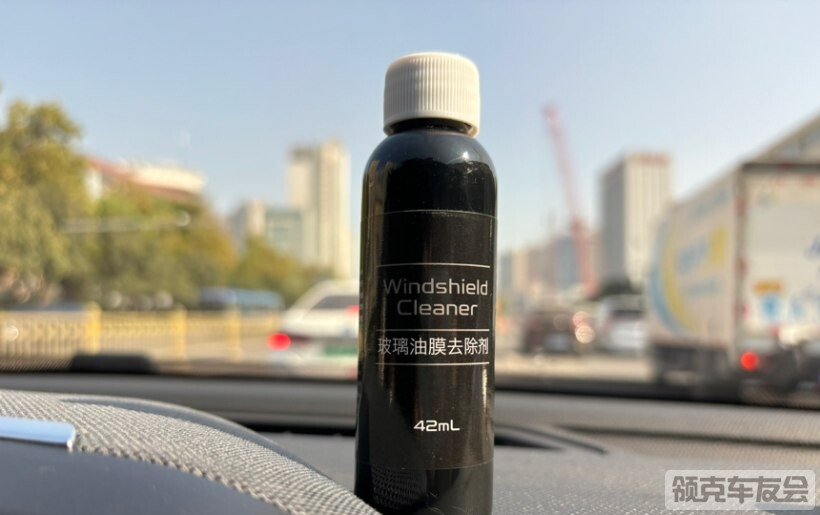 Windshield
Cleaner
玻璃油膜去除剂
42mL
领克车友会